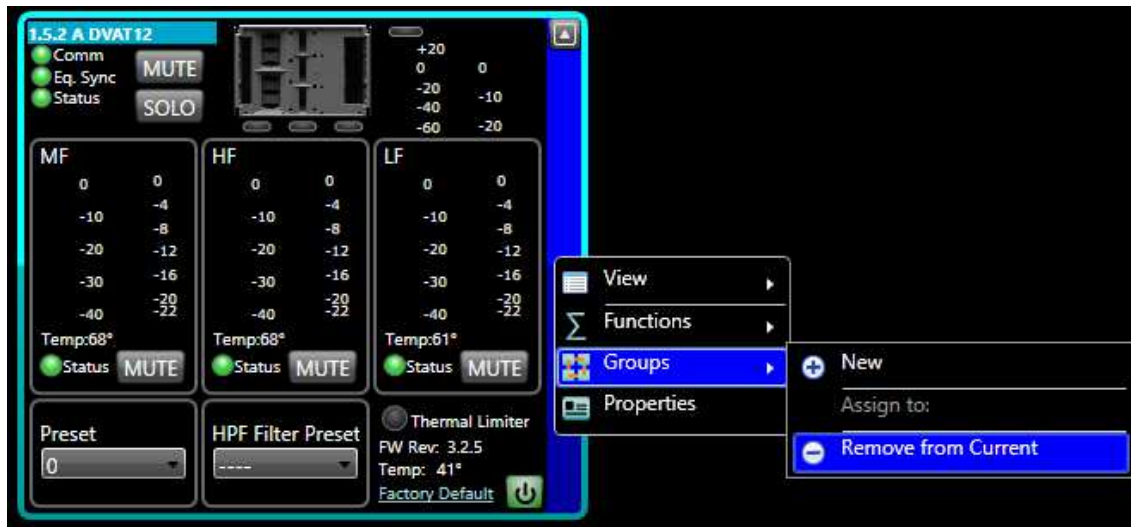 1.5.2 A DVAT12
Comm
Eq. Sync
Status
MUTE
SOLO
+20
0 0
-20
-10
-40
-60 -20
MF
0 0
-4
-10
-8
-20 -12
-30 -16
-20
-40 -22
Temp:68°
Status MUTE
HF
0 0
-4
-10
-8
-20 -12
-30 -16
-20
-40 -22
Temp:68°
Status MUTE
LF
0 0
-4
-10
-8
-20 -12
-30 -16
-20
-40 -22
Temp:61°
Status MUTE
Preset
0
HPF Filter Preset
----
Thermal Limiter
FW Rev: 3.2.5
Temp: 41°
Factory Default
View
Functions
Groups
Properties
New
Assign to:
Remove from Current